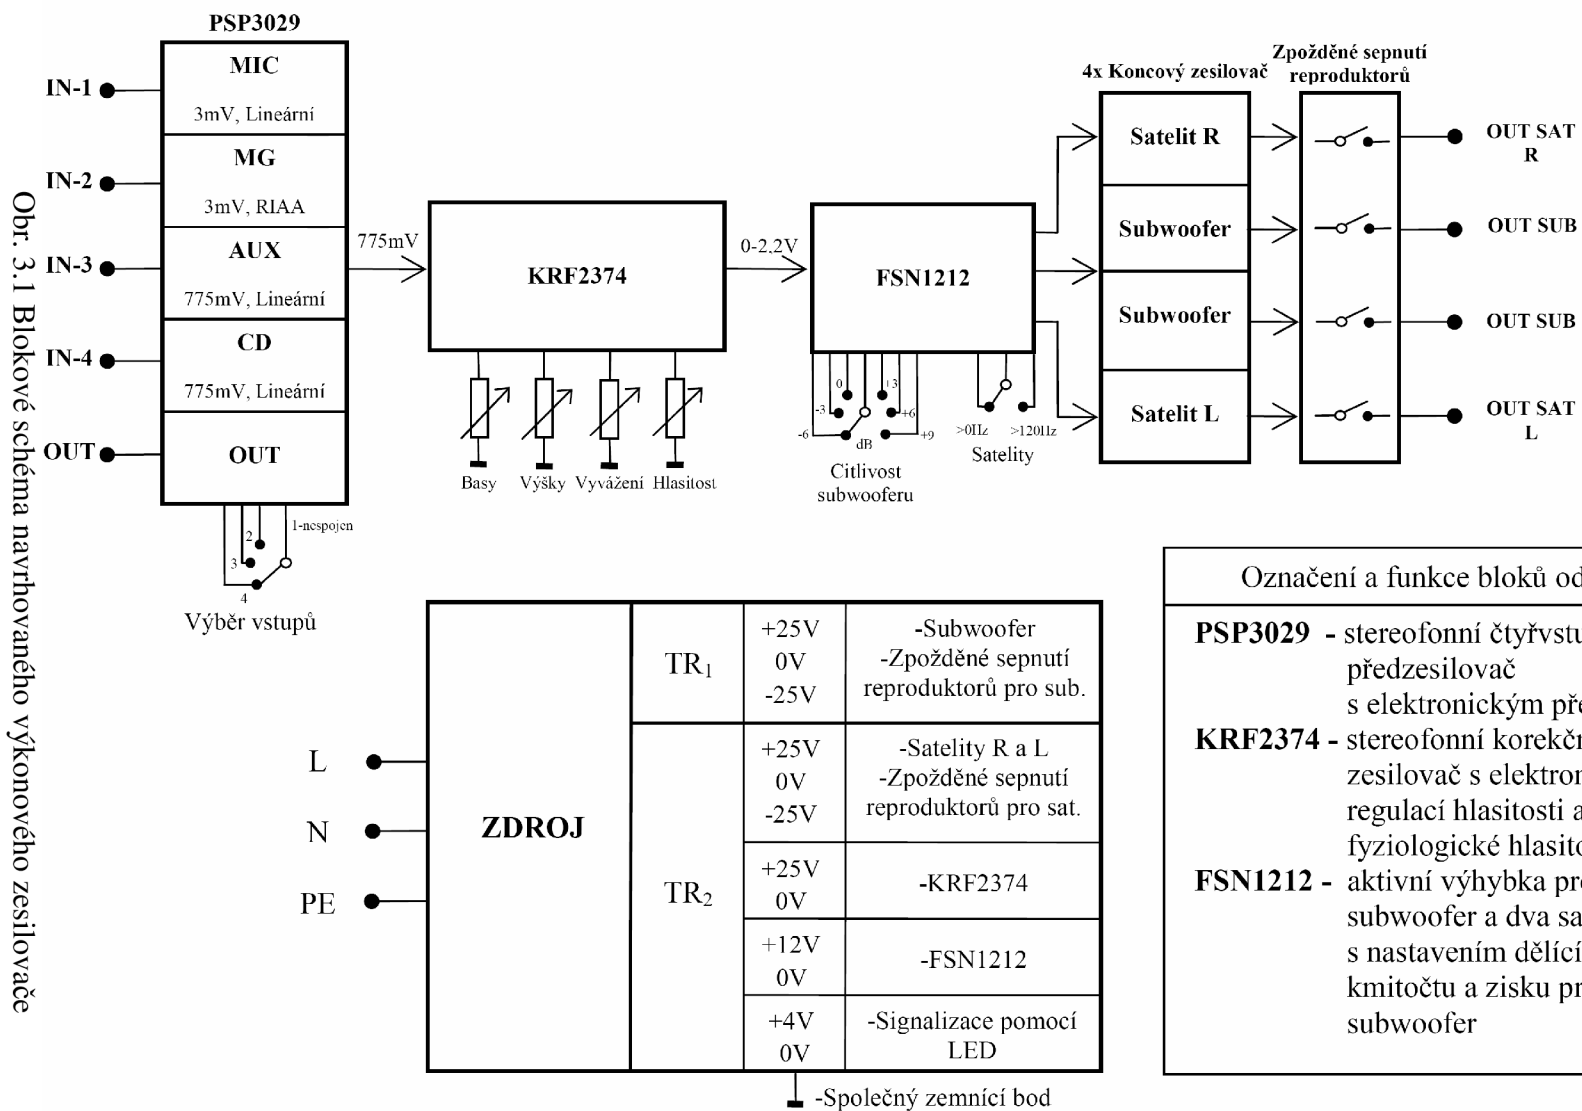 PSP3029
MIC
3mV, Lineární
MG
3mV, RIAA
AUX
775mV, Lineární
CD
775mV, Lineární
OUT
IN-1
IN-2
IN-3
IN-4
OUT
1-nespojen
2
3
4
Výběr vstupů
775mV
KRF2374
Basy
Výšky
Vyvážení
Hlasitost
0-2,2V
FSN1212
-6
-3
0
+3
+6
+9
dB
Citlivost
subwooferu
>0Hz
>120Hz
Satelity
4x Koncový zesilovač
Satelit R
Subwoofer
Subwoofer
Satelit L
Zpožděné sepnutí
reproduktorů
OUT SAT
R
OUT SUB
OUT SUB
OUT SAT
L
ZDROJ
L
N
PE
TR1
+25V
0V
-25V
-Subwoofer
-Zpožděné sepnutí
reproduktorů pro sub.
TR2
+25V
0V
-25V
-Satelity R a L
-Zpožděné sepnutí
reproduktorů pro sat.
+25V
0V
-KRF2374
+12V
0V
-FSN1212
+4V
0V
-Signalizace pomocí
LED
-Společný zemnící bod
Označení a funkce bloků od
PSP3029 - stereofonní čtyřvstu
předzesilovač
s elektronickým pře
KRF2374 - stereofonní korekčn
zesilovač s elektron
regulací hlasitosti a
fyziologické hlasito
FSN1212 - aktivní výhybka pro
subwoofer a dva sa
s nastavením dělící
kmitočtu a zisku pr
subwoofer
Obr. 3.1 Blokové schéma navrhovaného výkonového zesilovače